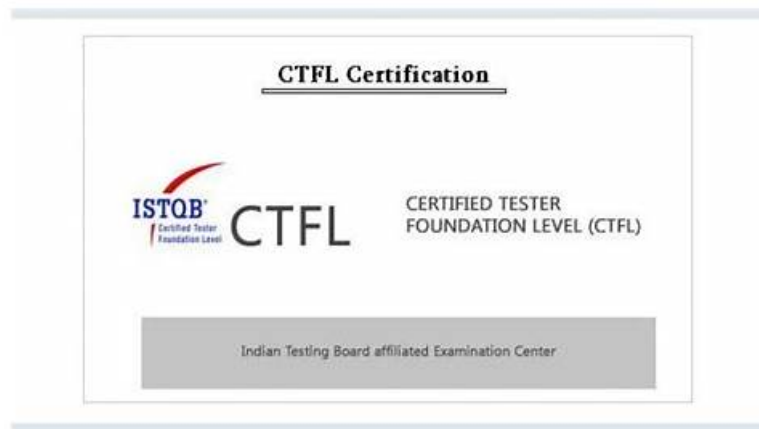 CTFL Certification
ISTQB®
Certified Tester
Foundation Level
CTFL
CERTIFIED TESTER
FOUNDATION LEVEL (CTFL)
Indian Testing Board affiliated Examination Center